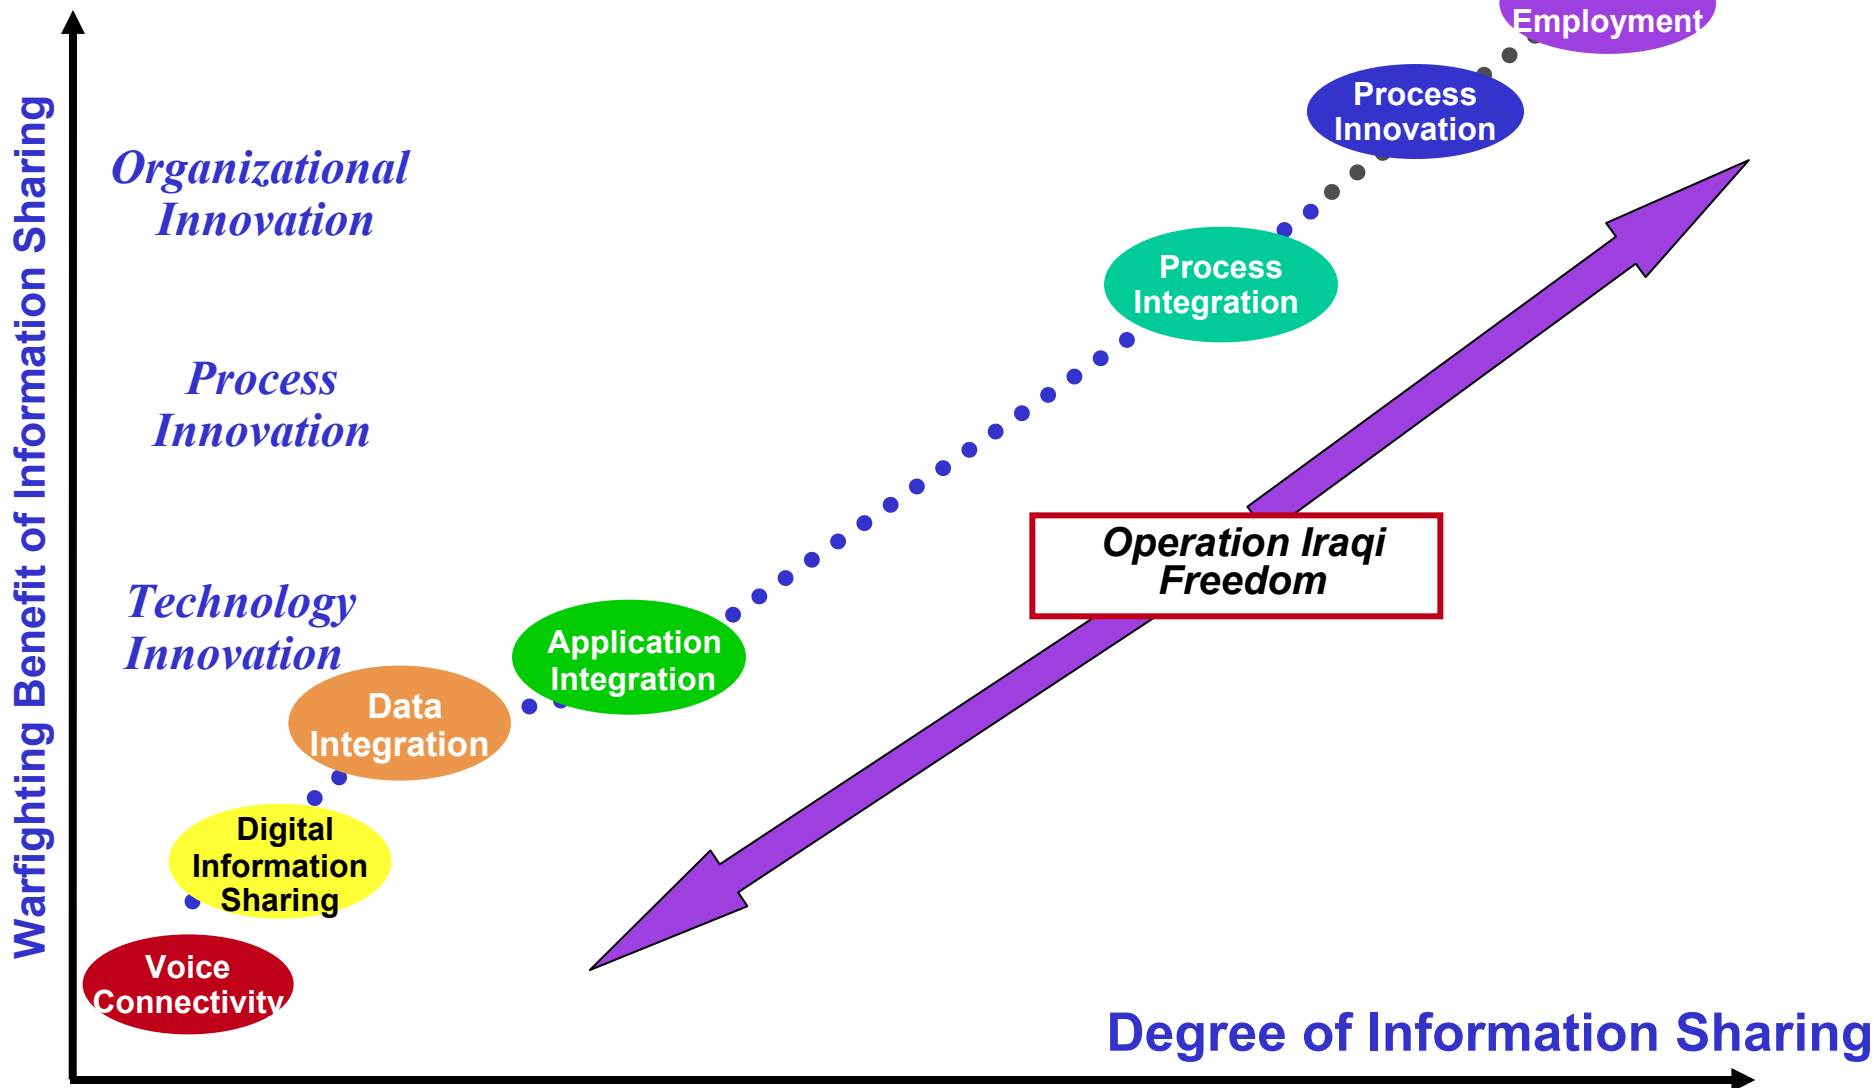 Employment
Process
Innovation
Organizational
Innovation
Process
Integration
Process
Innovation
Operation Iraqi
Freedom
Technology
Innovation
Application
Integration
Data
Integration
Digital
Information
Sharing
Voice
Connectivity
Warfighting Benefit of Information Sharing
Degree of Information Sharing